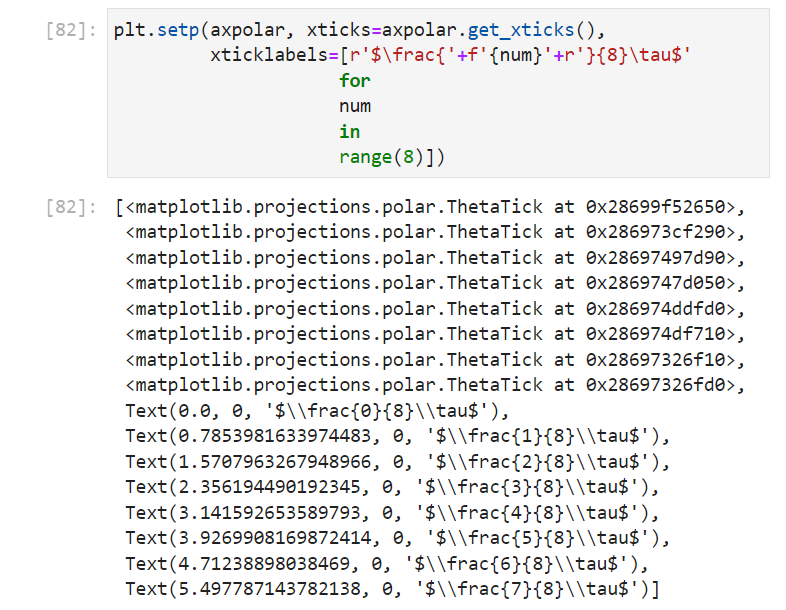 [82]: plt.setp(axpolar, xticks=axpolar.get_xticks(),
xticklabels=[r'$\frac{'+f'{num}'+r'}{8}\tau$'
for
num
in
range(8)])
[82]: [<matplotlib.projections.polar.ThetaTick at 0x28699f52650>,
<matplotlib.projections.polar.ThetaTick at 0x286973cf290>,
<matplotlib.projections.polar.ThetaTick at 0x28697497d90>,
<matplotlib.projections.polar.ThetaTick at 0x2869747d050>,
<matplotlib.projections.polar.ThetaTick at 0x286974ddfd0>,
<matplotlib.projections.polar.ThetaTick at 0x286974df710>,
<matplotlib.projections.polar.ThetaTick at 0x28697326f10>,
<matplotlib.projections.polar.ThetaTick at 0x28697326fd0>,
Text(0.0, 0, '$\\frac{0}{8}\\tau$'),
Text(0.7853981633974483, 0, '$\\frac{1}{8}\\tau$'),
Text(1.5707963267948966, 0, '$\\frac{2}{8}\\tau$'),
Text(2.356194490192345, 0, '$\\frac{3}{8}\\tau$'),
Text(3.141592653589793, 0, '$\\frac{4}{8}\\tau$'),
Text(3.9269908169872414, 0, '$\\frac{5}{8}\\tau$'),
Text(4.71238898038469, 0, '$\\frac{6}{8}\\tau$'),
Text(5.497787143782138, 0, '$\\frac{7}{8}\\tau$')]